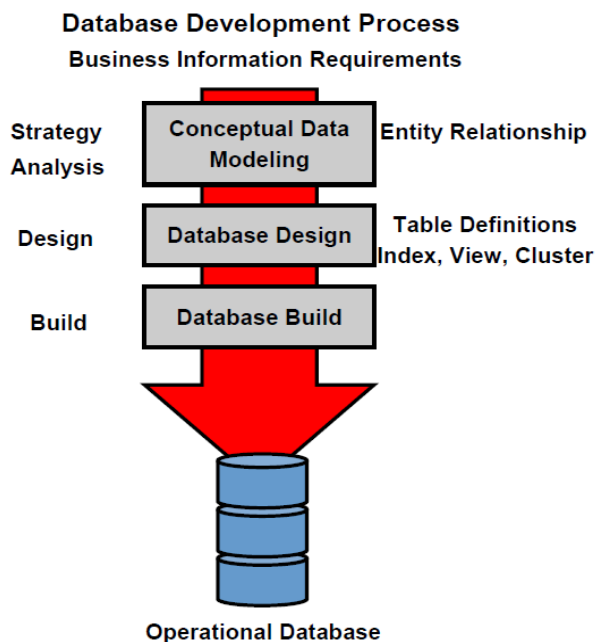 Database Development Process
Business Information Requirements
Strategy
Analysis
Conceptual Data
Modeling
Entity Relationship
Design
Database Design
Table Definitions
Index, View, Cluster
Build
Database Build
Operational Database